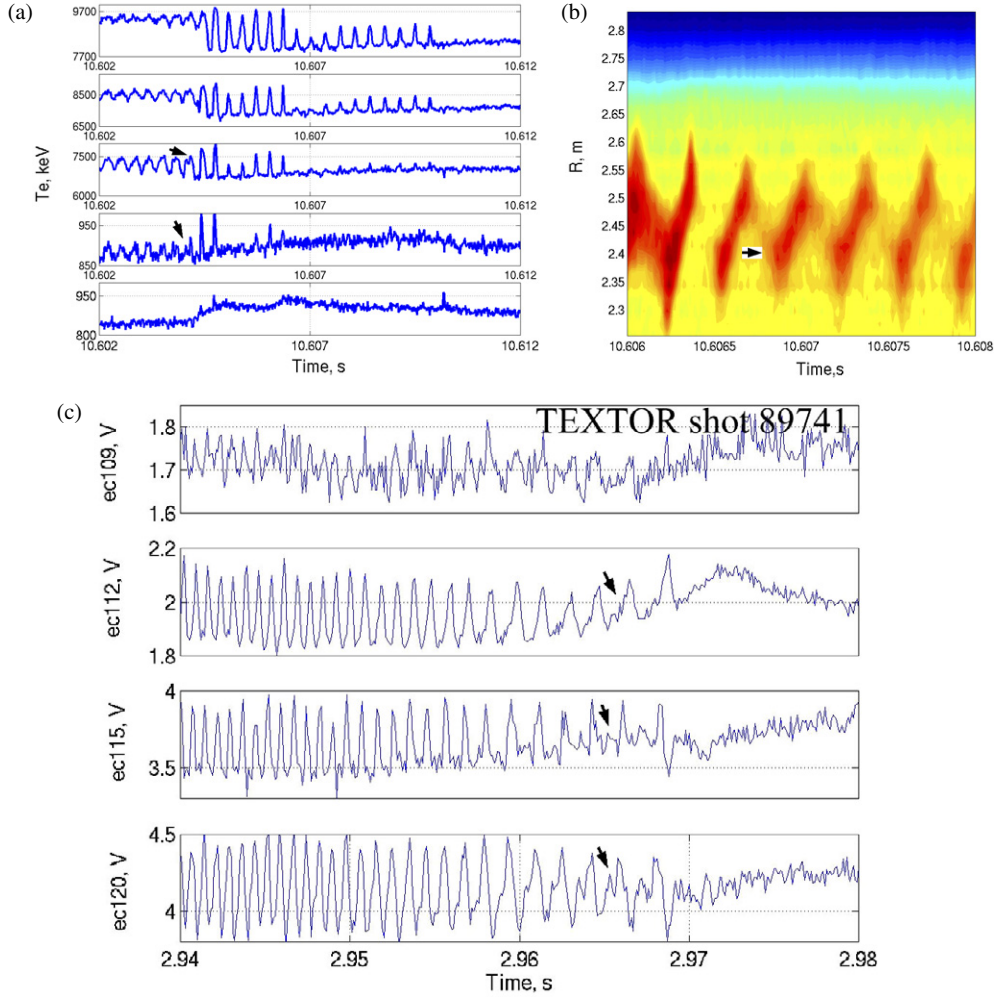 (a)
Te, keV
9700
7700
10.602 10.607 10.612
8500
6500
10.602 10.607 10.612
7500
6000
10.602 10.607 10.612
950
850
10.602 10.607 10.612
950
800
10.602 10.607 10.612
Time, s
(b)
R, m
2.8
2.75
2.7
2.65
2.6
2.55
2.5
2.45
2.4
2.35
2.3
10.606 10.6065 10.607 10.6075 10.608
Time,s
(c)
TEXTOR shot 89741
ec109, V
1.8
1.7
1.6
ec112, V
2.2
2
1.8
ec115, V
4
3.5
ec120, V
4.5
4
2.94 2.95 2.96 2.97 2.98
Time, s